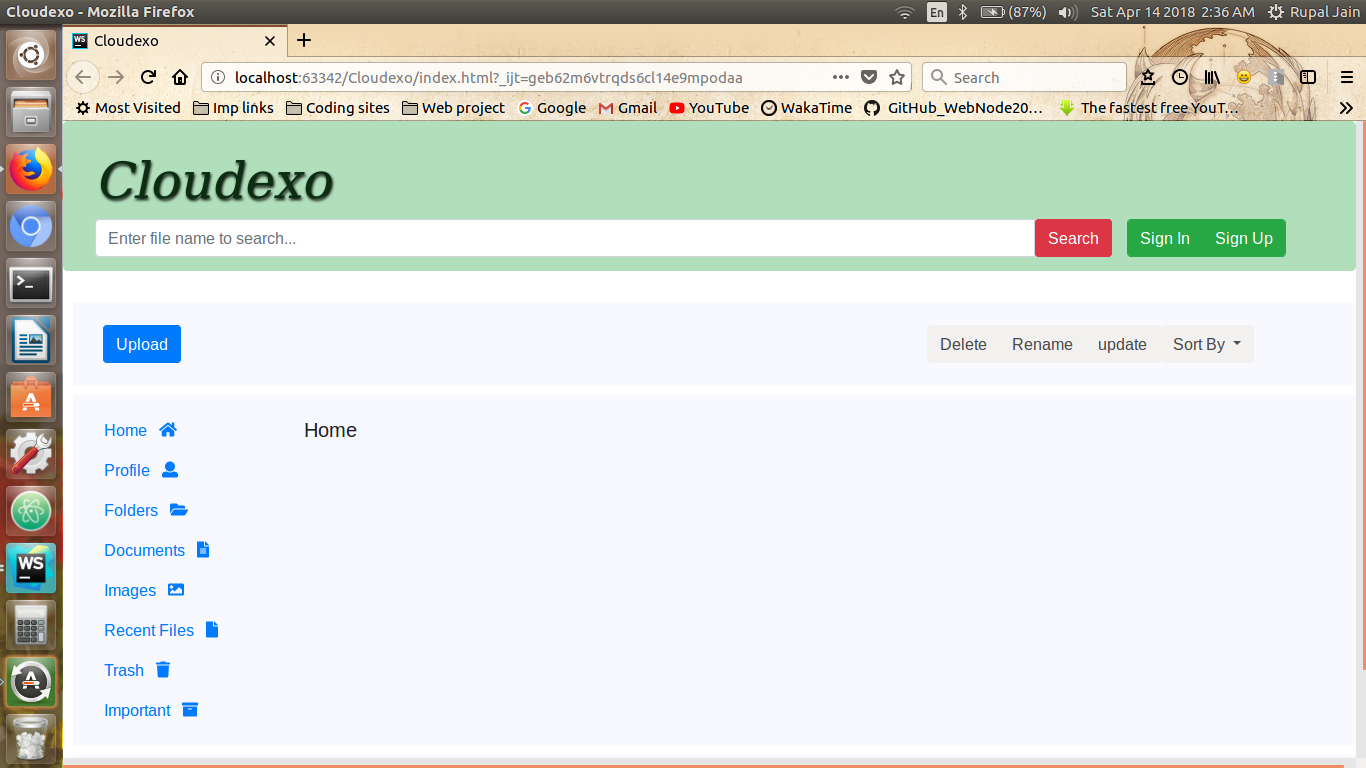 Cloudexo - Mozilla Firefox En (87%) Sat Apr 14 2018 2:36 AM Rupal Jain
WS Cloudexo
localhost:63342/Cloudexo/index.html?_ijt=geb62m6vtrqds6cl14e9mpodaa Search
Most Visited Imp links Coding sites Web project Google Gmail YouTube WakaTime GitHub_WebNode20... The fastest free YouT...
Cloudexo
Enter file name to search... Search Sign In Sign Up
Upload Delete Rename update Sort By
Home Home
Profile
Folders
Documents
Images
Recent Files
Trash
Important
WS